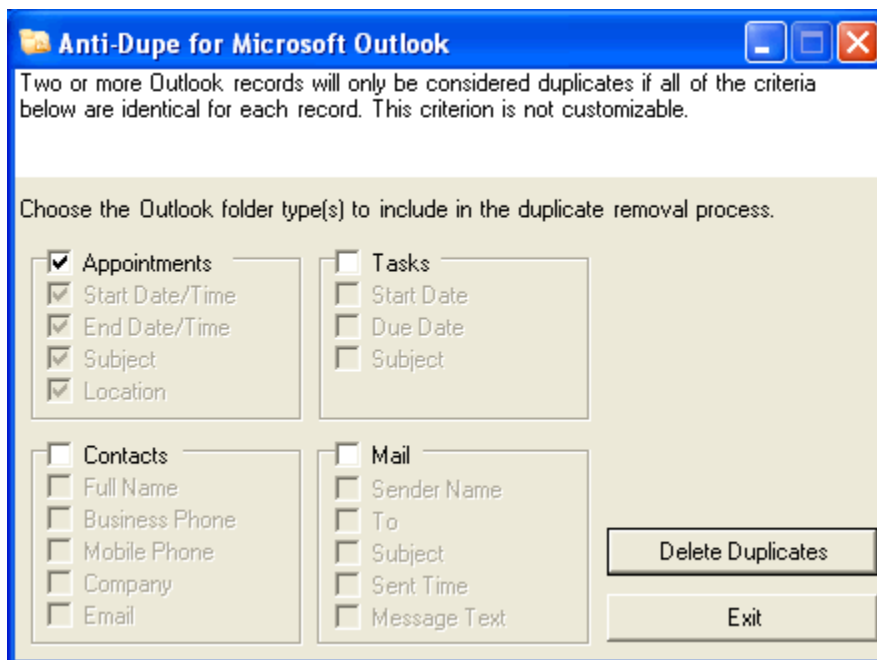 Anti-Dupe for Microsoft Outlook
Two or more Outlook records will only be considered duplicates if all of the criteria
below are identical for each record. This criterion is not customizable.
Choose the Outlook folder type(s) to include in the duplicate removal process.
Appointments
Start Date/Time
End Date/Time
Subject
Location
Tasks
Start Date
Due Date
Subject
Contacts
Full Name
Business Phone
Mobile Phone
Company
Email
Mail
Sender Name
To
Subject
Sent Time
Message Text
Delete Duplicates
Exit